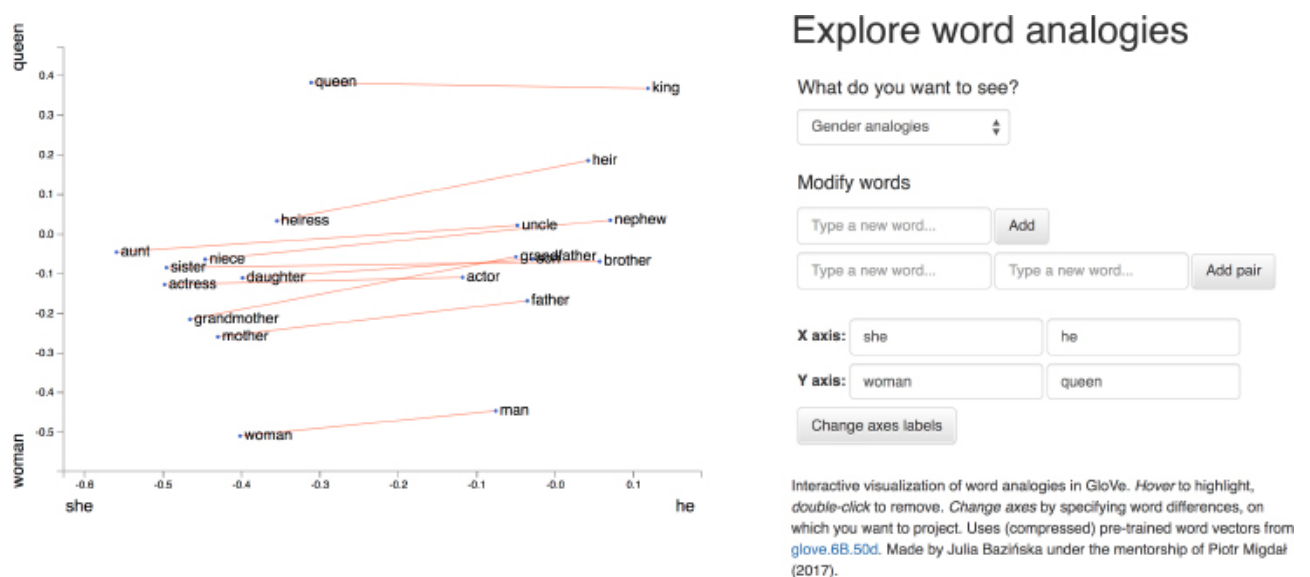 queen
0.4
0.3
0.2
0.1
0.0
-0.1
-0.2
-0.3
-0.4
-0.5
woman
queen
king
heir
heiress
nephew
uncle
aunt
niece
grandfather
son
sister
brother
daughter
actress
actor
father
grandmother
mother
man
woman
-0.6
-0.5
-0.4
-0.3
-0.2
-0.1
-0.0
0.1
she
he
Explore word analogies
What do you want to see?
Gender analogies
Modify words
Type a new word...
Add
Type a new word...
Type a new word...
Add pair
X axis:
she
he
Y axis:
woman
queen
Change axes labels
Interactive visualization of word analogies in GloVe. Hover to highlight,
double-click to remove. Change axes by specifying word differences, on
which you want to project. Uses (compressed) pre-trained word vectors from
glove.6B.50d. Made by Julia Bazińska under the mentorship of Piotr Migdał
(2017).